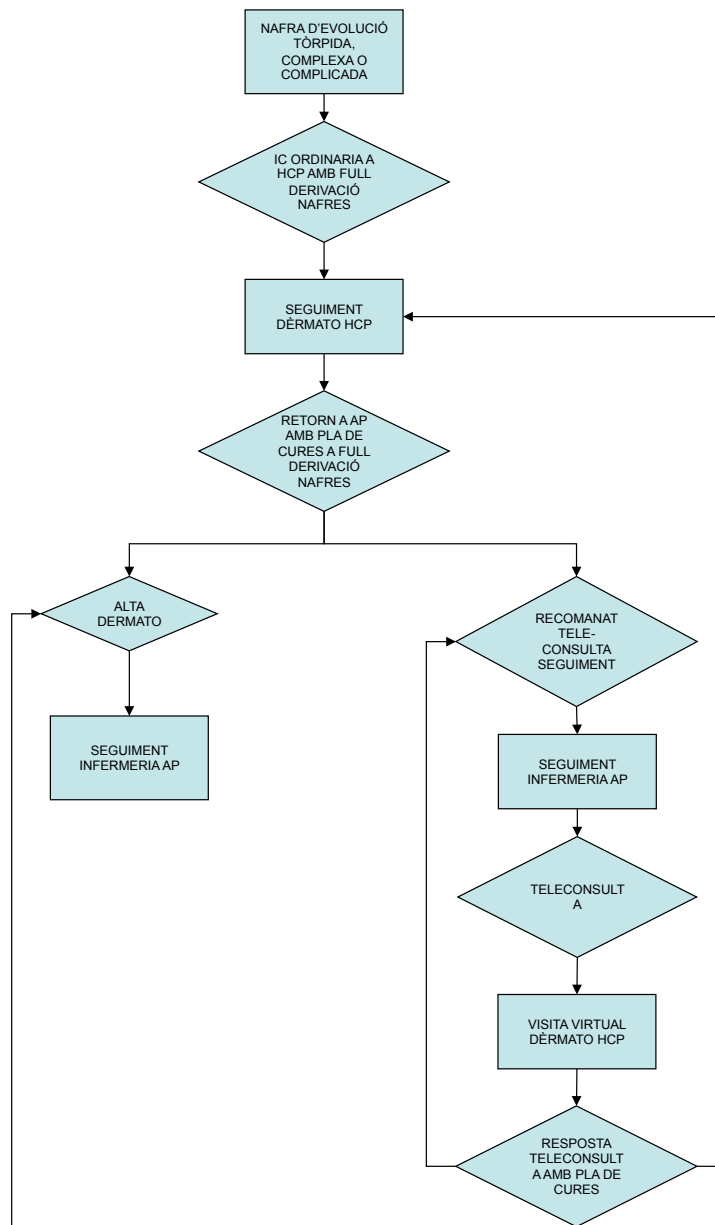 NAFRA D'EVOLUCIÓ
TÒRPIDA,
COMPLEXA O
COMPLICADA
IC ORDINARIA A
HCP AMB FULL
DERIVACIÓ
NAFRES
SEGUIMENT
DÈRMATO HCP
RETORN A AP
AMB PLA DE
CURES A FULL
DERIVACIÓ
NAFRES
ALTA
DERMATO
SEGUIMENT
INFERMERIA AP
RECOMANAT
TELE-
CONSULTA
SEGUIMENT
SEGUIMENT
INFERMERIA AP
TELECONSULT
A
VISITA VIRTUAL
DÈRMATO HCP
RESPOSTA
TELECONSULT
A AMB PLA DE
CURES